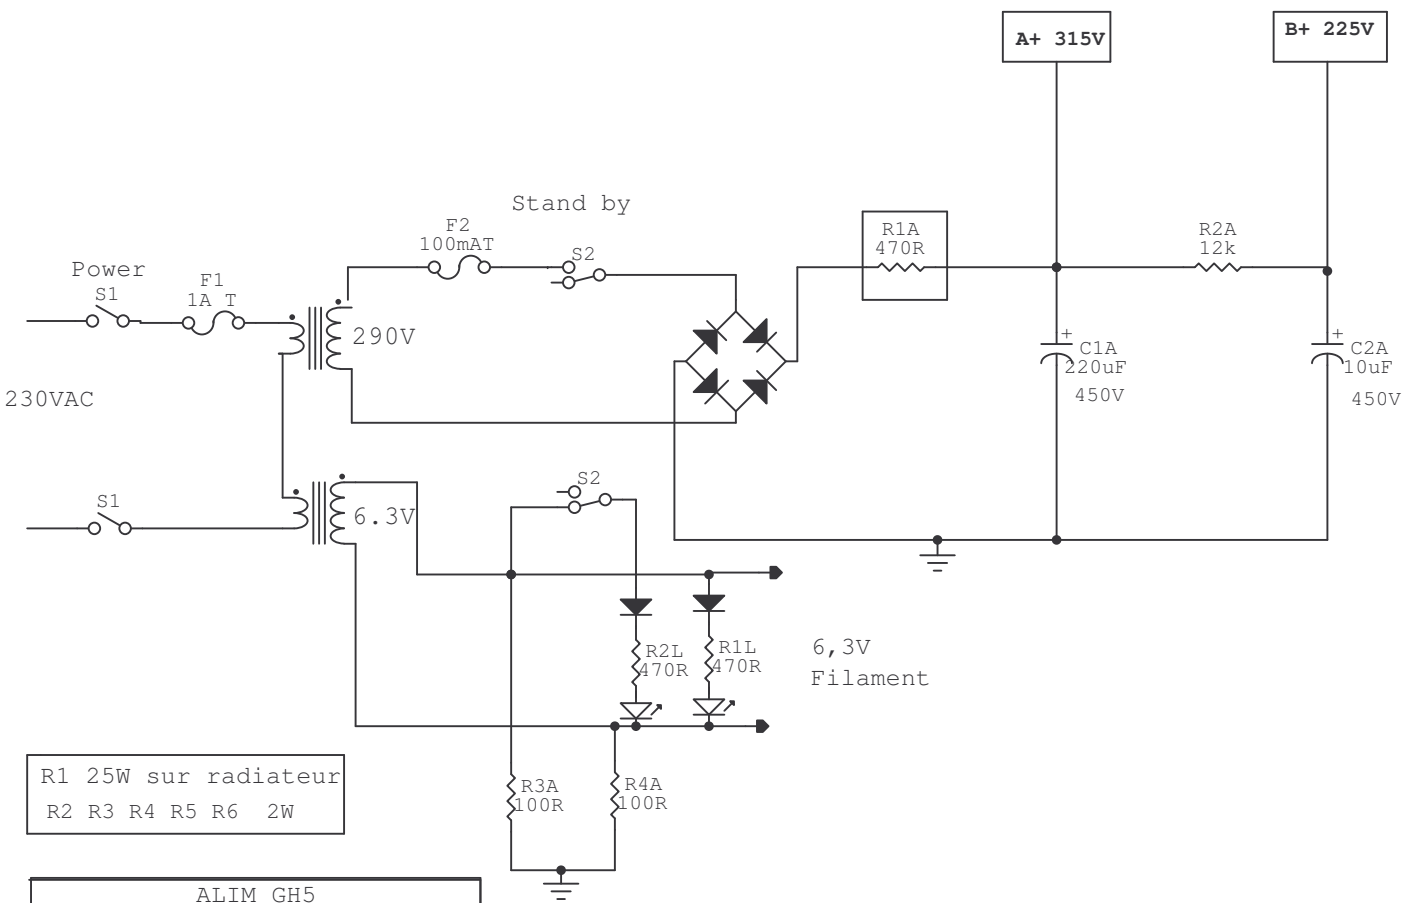 A+ 315V
B+ 225V
Stand by
F2
100mAT
S2
R1A
470R
R2A
12k
Power
S1
F1
1A T
290V
+
C1A
220uF
450V
+
C2A
10uF
450V
230VAC
S2
S1
6.3V
R2L
470R
R1L
470R
6,3V
Filament
R1 25W sur radiateur
R2 R3 R4 R5 R6 2W
R3A
100R
R4A
100R
ALIM GH5